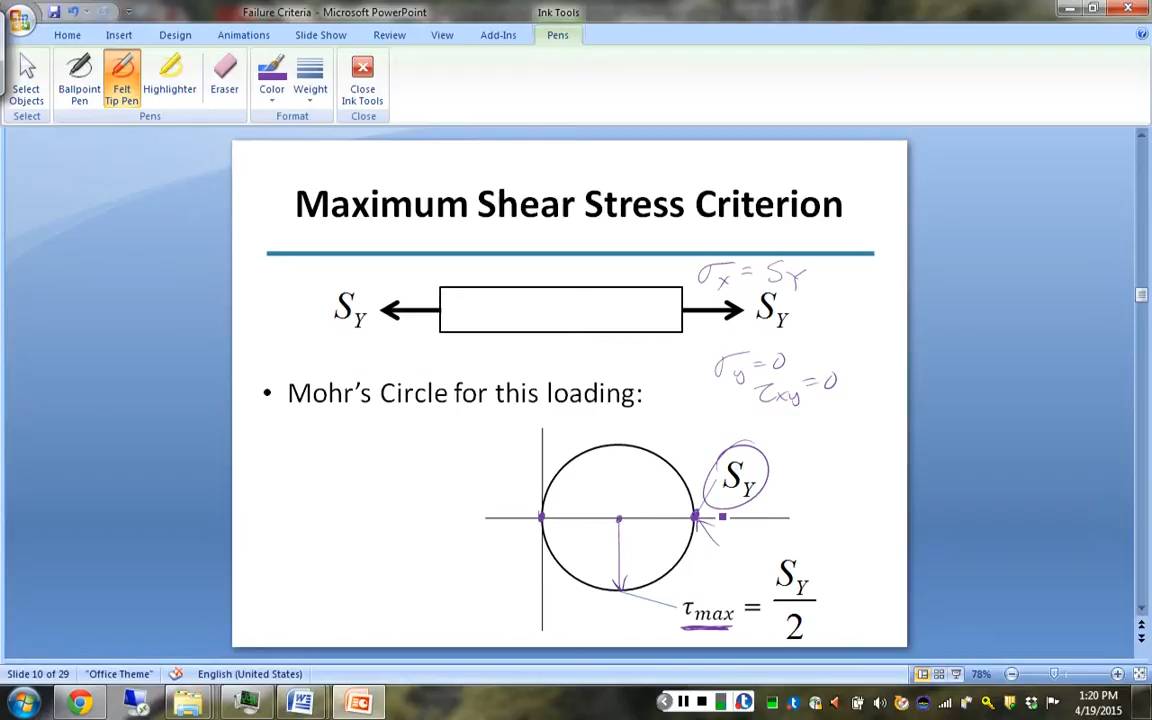 Failure Criteria - Microsoft PowerPoint
Ink Tools
Home Insert Design Animations Slide Show Review View Add-Ins Pens
Select Objects
Ballpoint Pen
Felt Tip Pen
Highlighter
Eraser
Color
Weight
Close Ink Tools
Select Pens Format Close
Maximum Shear Stress Criterion
σx = SY
SY SY
σy = 0
• Mohr's Circle for this loading:
τxy = 0
SY
τmax = SY/2
Slide 10 of 29 "Office Theme" English (United States) 78%
1:20 PM
4/19/2015